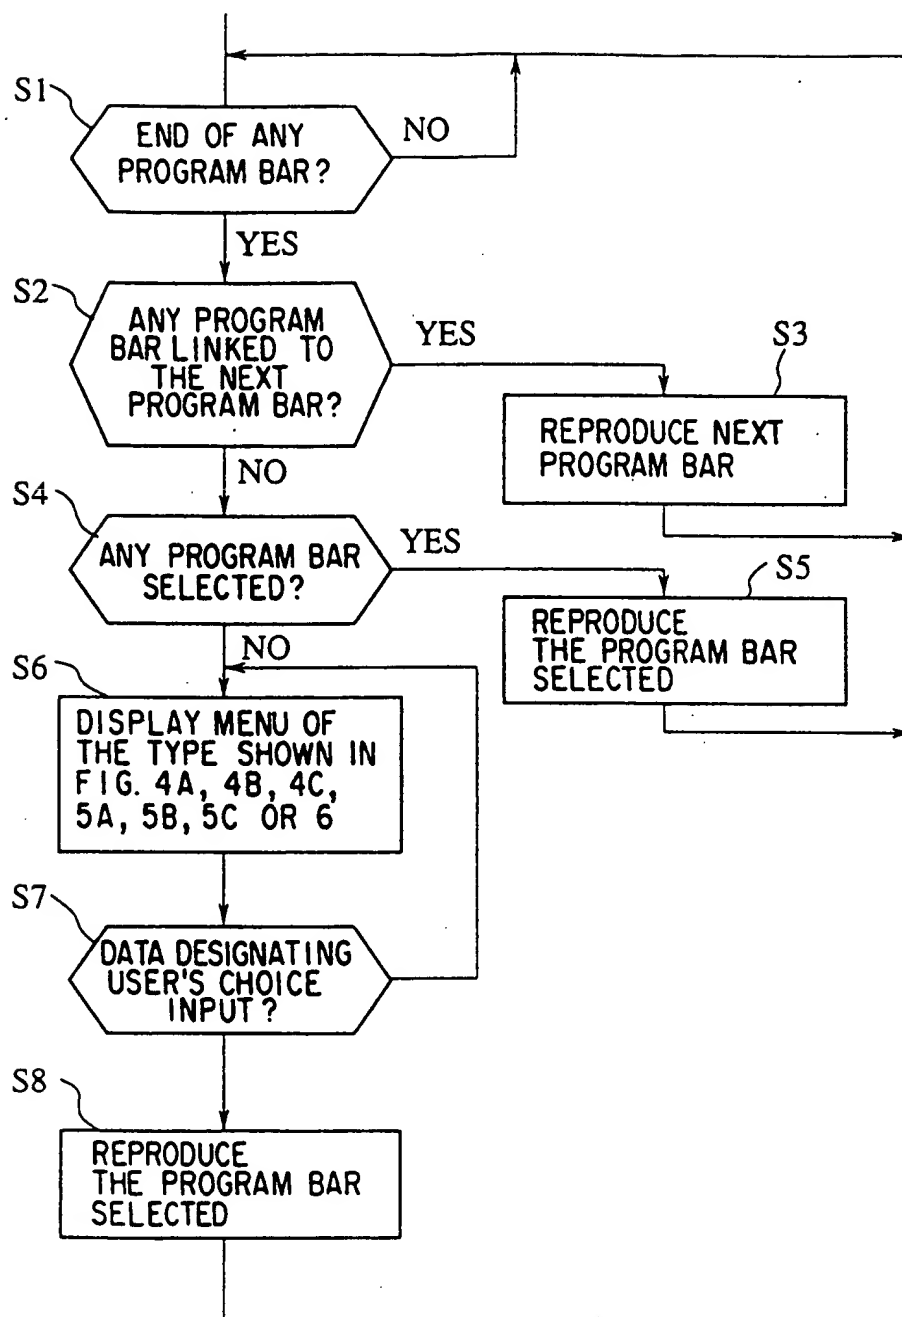 S1
END OF ANY
PROGRAM BAR?
NO
YES
S2
ANY PROGRAM
BAR LINKED TO
THE NEXT
PROGRAM BAR?
YES
S3
REPRODUCE NEXT
PROGRAM BAR
NO
S4
ANY PROGRAM BAR
SELECTED?
YES
S5
REPRODUCE
THE PROGRAM BAR
SELECTED
NO
S6
DISPLAY MENU OF
THE TYPE SHOWN IN
FIG. 4A, 4B, 4C,
5A, 5B, 5C OR 6
S7
DATA DESIGNATING
USER'S CHOICE
INPUT?
S8
REPRODUCE
THE PROGRAM BAR
SELECTED